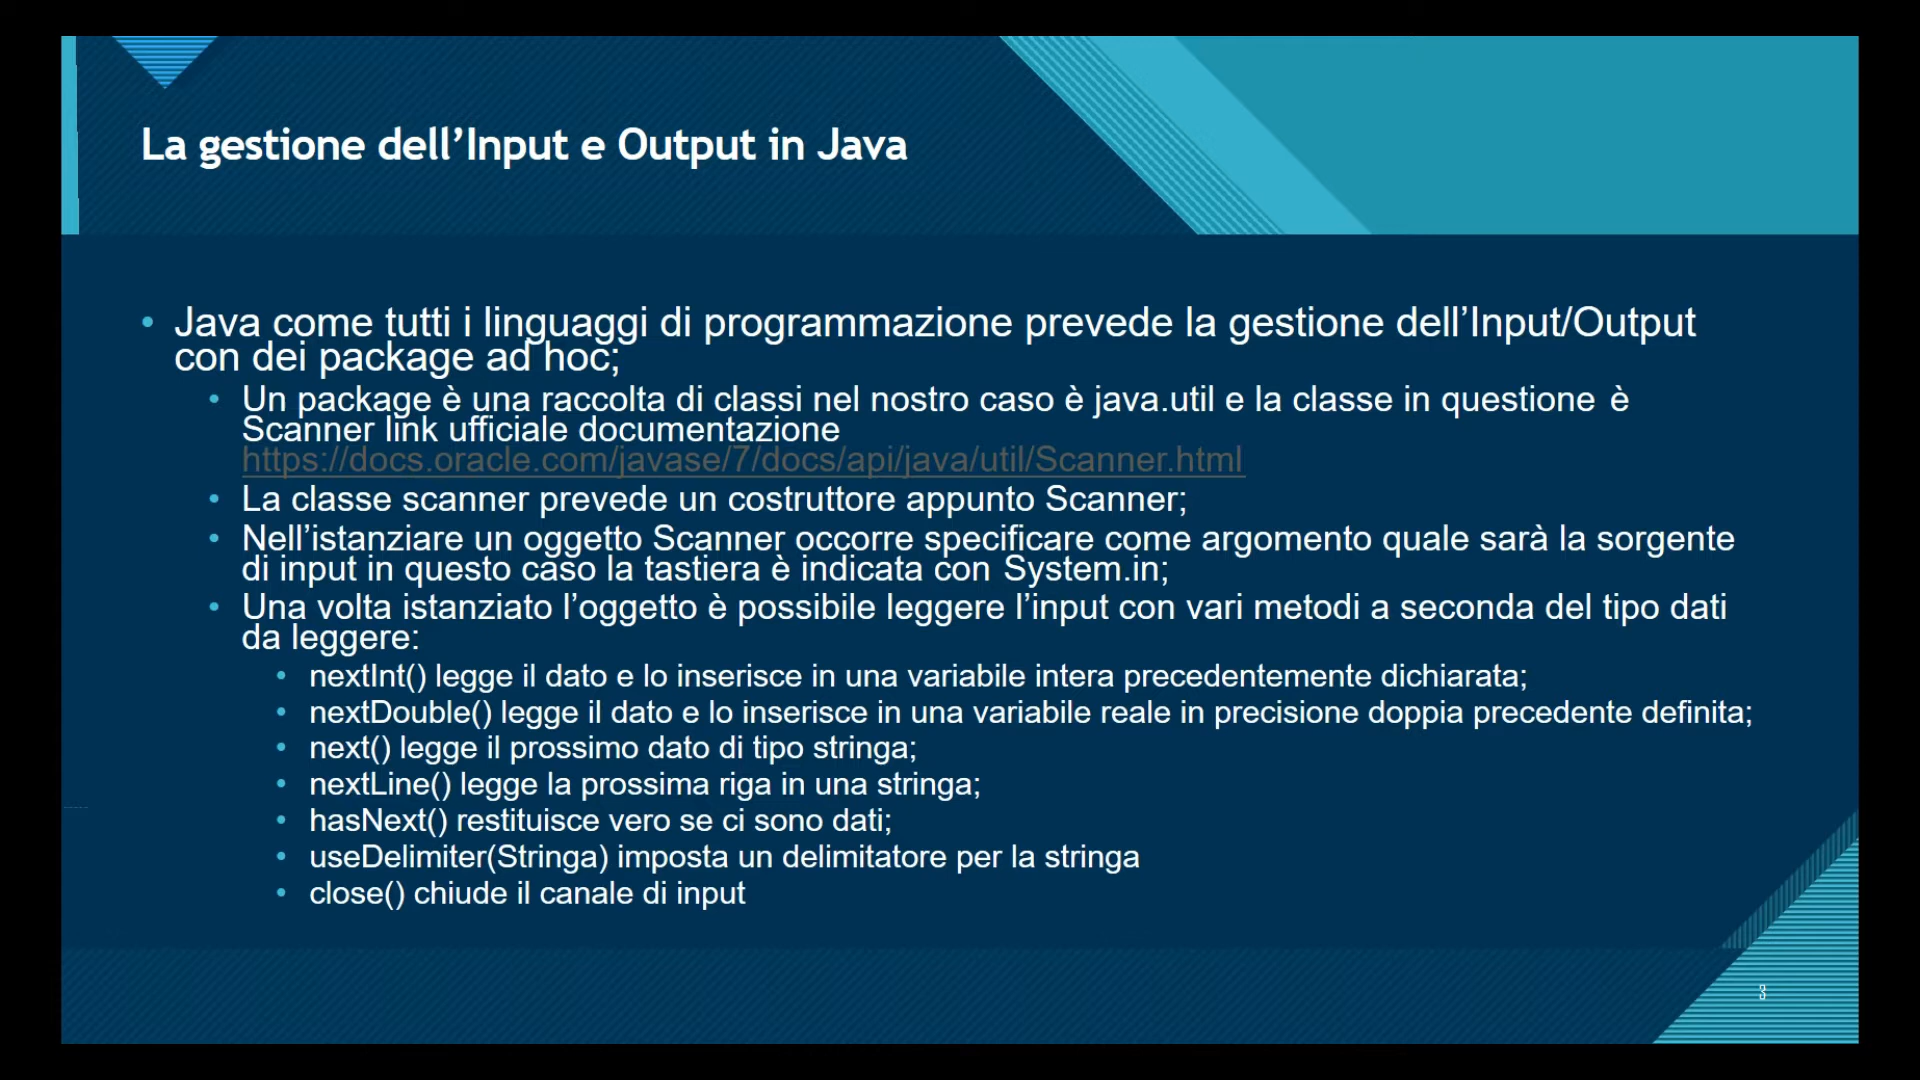 La gestione dell’Input e Output in Java
• Java come tutti i linguaggi di programmazione prevede la gestione dell’Input/Output
con dei package ad hoc;
• Un package è una raccolta di classi nel nostro caso è java.util e la classe in questione è
Scanner link ufficiale documentazione
https://docs.oracle.com/javase/7/docs/api/java/util/Scanner.html
• La classe scanner prevede un costruttore appunto Scanner;
• Nell’istanziare un oggetto Scanner occorre specificare come argomento quale sarà la sorgente
di input in questo caso la tastiera è indicata con System.in;
• Una volta istanziato l’oggetto è possibile leggere l’input con vari metodi a seconda del tipo dati
da leggere:
• nextInt() legge il dato e lo inserisce in una variabile intera precedentemente dichiarata;
• nextDouble() legge il dato e lo inserisce in una variabile reale in precisione doppia precedente definita;
• next() legge il prossimo dato di tipo stringa;
• nextLine() legge la prossima riga in una stringa;
• hasNext() restituisce vero se ci sono dati;
• useDelimiter(Stringa) imposta un delimitatore per la stringa
• close() chiude il canale di input
3